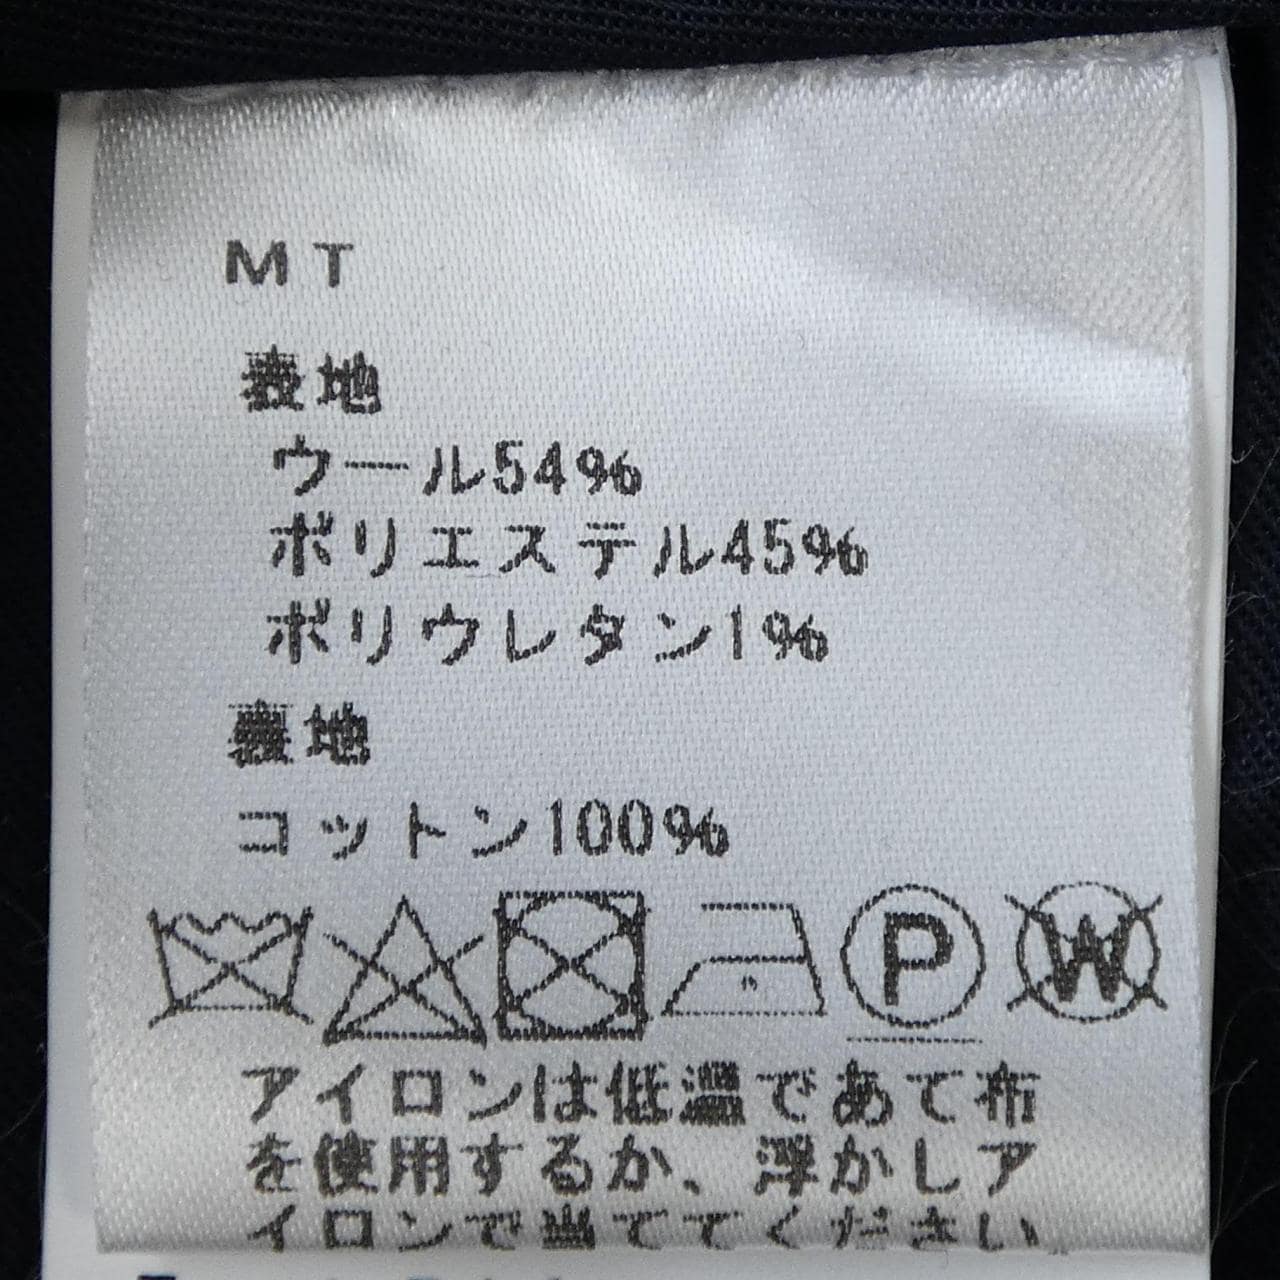 MT
表地
ウール54%
ポリエステル45%
ポリウレタン1%
裏地
コットン100%
P W
アイロンは低温であて布
を使用するか、浮かしア
イロンで当ててください